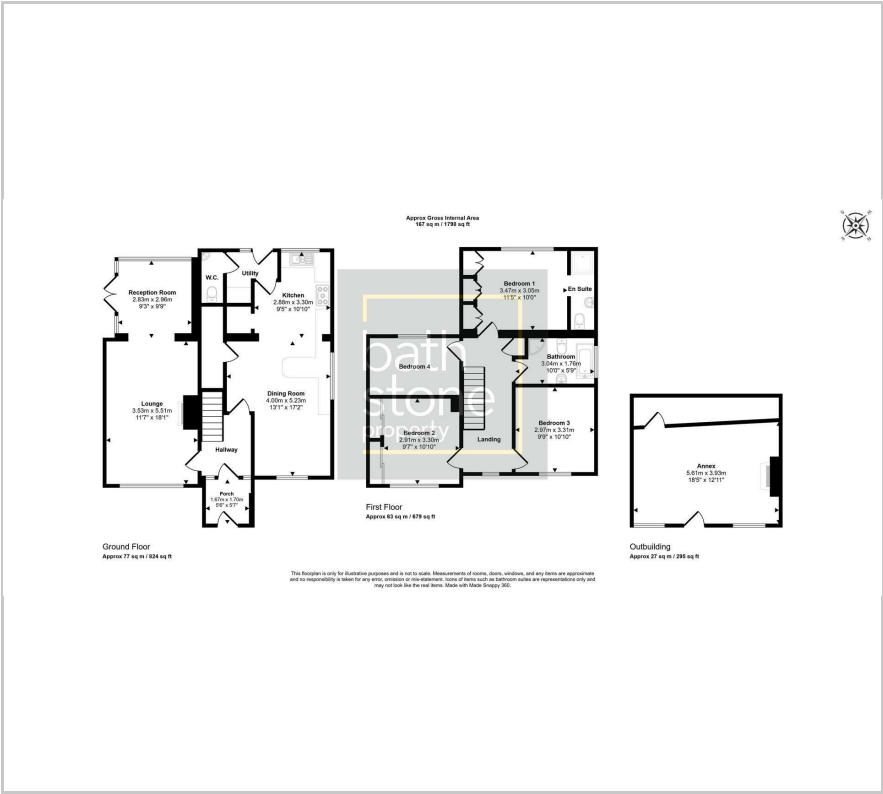 Approx Gross Internal Area
167 sq m / 1798 sq ft
Reception Room
2.83m x 2.96m
9'3" x 9'9"
W.C.
Utility
Kitchen
2.88m x 3.30m
9'5" x 10'10"
Lounge
3.53m x 5.51m
11'7" x 18'1"
Dining Room
4.00m x 5.23m
13'1" x 17'2"
Hallway
Porch
1.67m x 1.70m
5'6" x 5'7"
Ground Floor
Approx 77 sq m / 824 sq ft
Bedroom 1
3.47m x 3.05m
11'5" x 10'0"
En Suite
Bathroom
3.04m x 1.76m
10'0" x 5'9"
Bedroom 4
bath
stone
property
Bedroom 2
2.91m x 3.30m
9'7" x 10'10"
Landing
Bedroom 3
2.97m x 3.31m
9'9" x 10'10"
First Floor
Approx 63 sq m / 679 sq ft
Annex
5.61m x 3.93m
18'5" x 12'11"
Outbuilding
Approx 27 sq m / 295 sq ft
This floorplan is only for illustrative purposes and is not to scale. Measurements of rooms, doors, windows, and any items are approximate
and no responsibility is taken for any error, omission or mis-statement. Icons of items such as bathroom suites are representations only and
may not look like the real items. Made with Made Snappy 360.